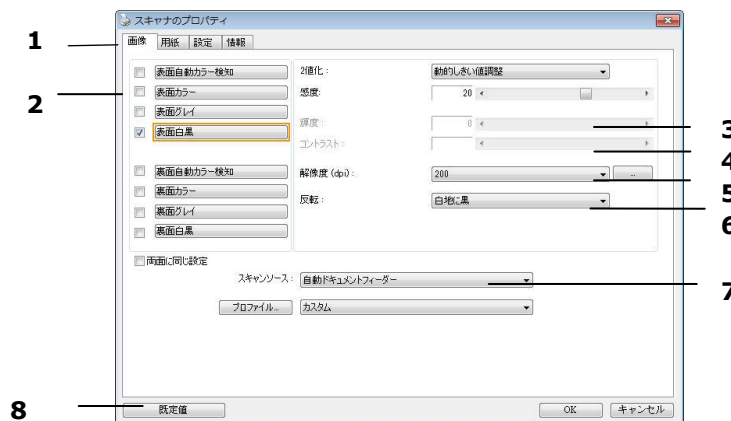 スキャナのプロパティ
画像 用紙 設定 情報
1
2
表面自動カラー検知
表面カラー
表面グレイ
表面白黒
裏面自動カラー検知
裏面カラー
裏面グレイ
裏面白黒
2値化：
動的しきい値調整
感度:
20
輝度：
0
コントラスト：
解像度 (dpi)：
200
..
反転：
白地に黒
3
4
5
6
両面に同じ設定
スキャンソース：
自動ドキュメントフィーダー
7
プロファイル...
カスタム
8
既定値
OK
キャンセル